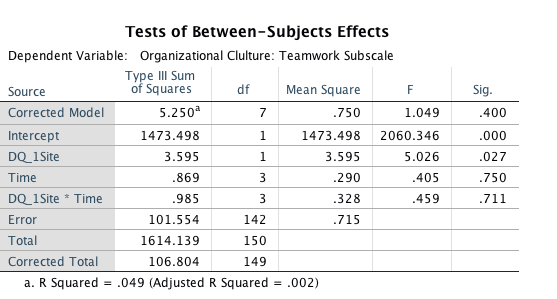 Tests of Between-Subjects Effects
Dependent Variable: Organizational Clulture: Teamwork Subscale
Source Type III Sum of Squares df Mean Square F Sig.
Corrected Model 5.250a 7 .750 1.049 .400
Intercept 1473.498 1 1473.498 2060.346 .000
DQ_1Site 3.595 1 3.595 5.026 .027
Time .869 3 .290 .405 .750
DQ_1Site * Time .985 3 .328 .459 .711
Error 101.554 142 .715
Total 1614.139 150
Corrected Total 106.804 149
a. R Squared = .049 (Adjusted R Squared = .002)